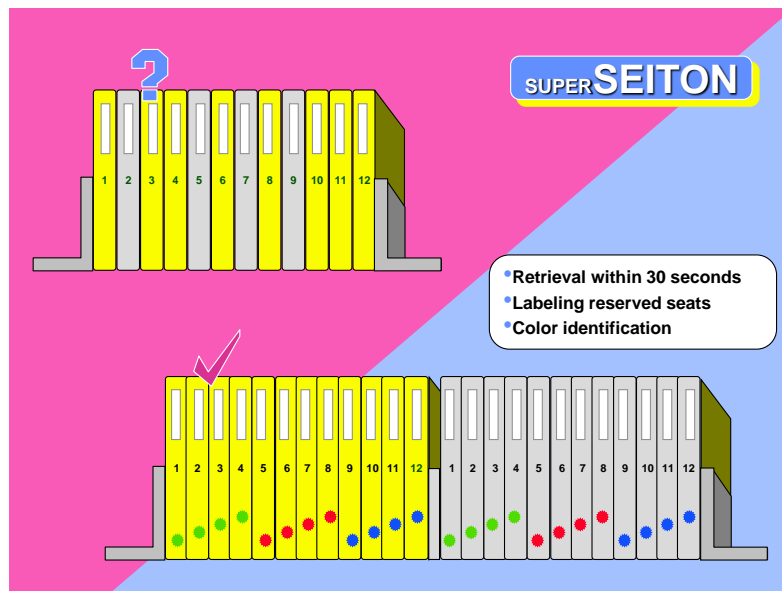 ?
SUPERSEITON
1 2 3 4 5 6 7 8 9 10 11 12
•Retrieval within 30 seconds
•Labeling reserved seats
•Color identification
1 2 3 4 5 6 7 8 9 10 11 12 1 2 3 4 5 6 7 8 9 10 11 12